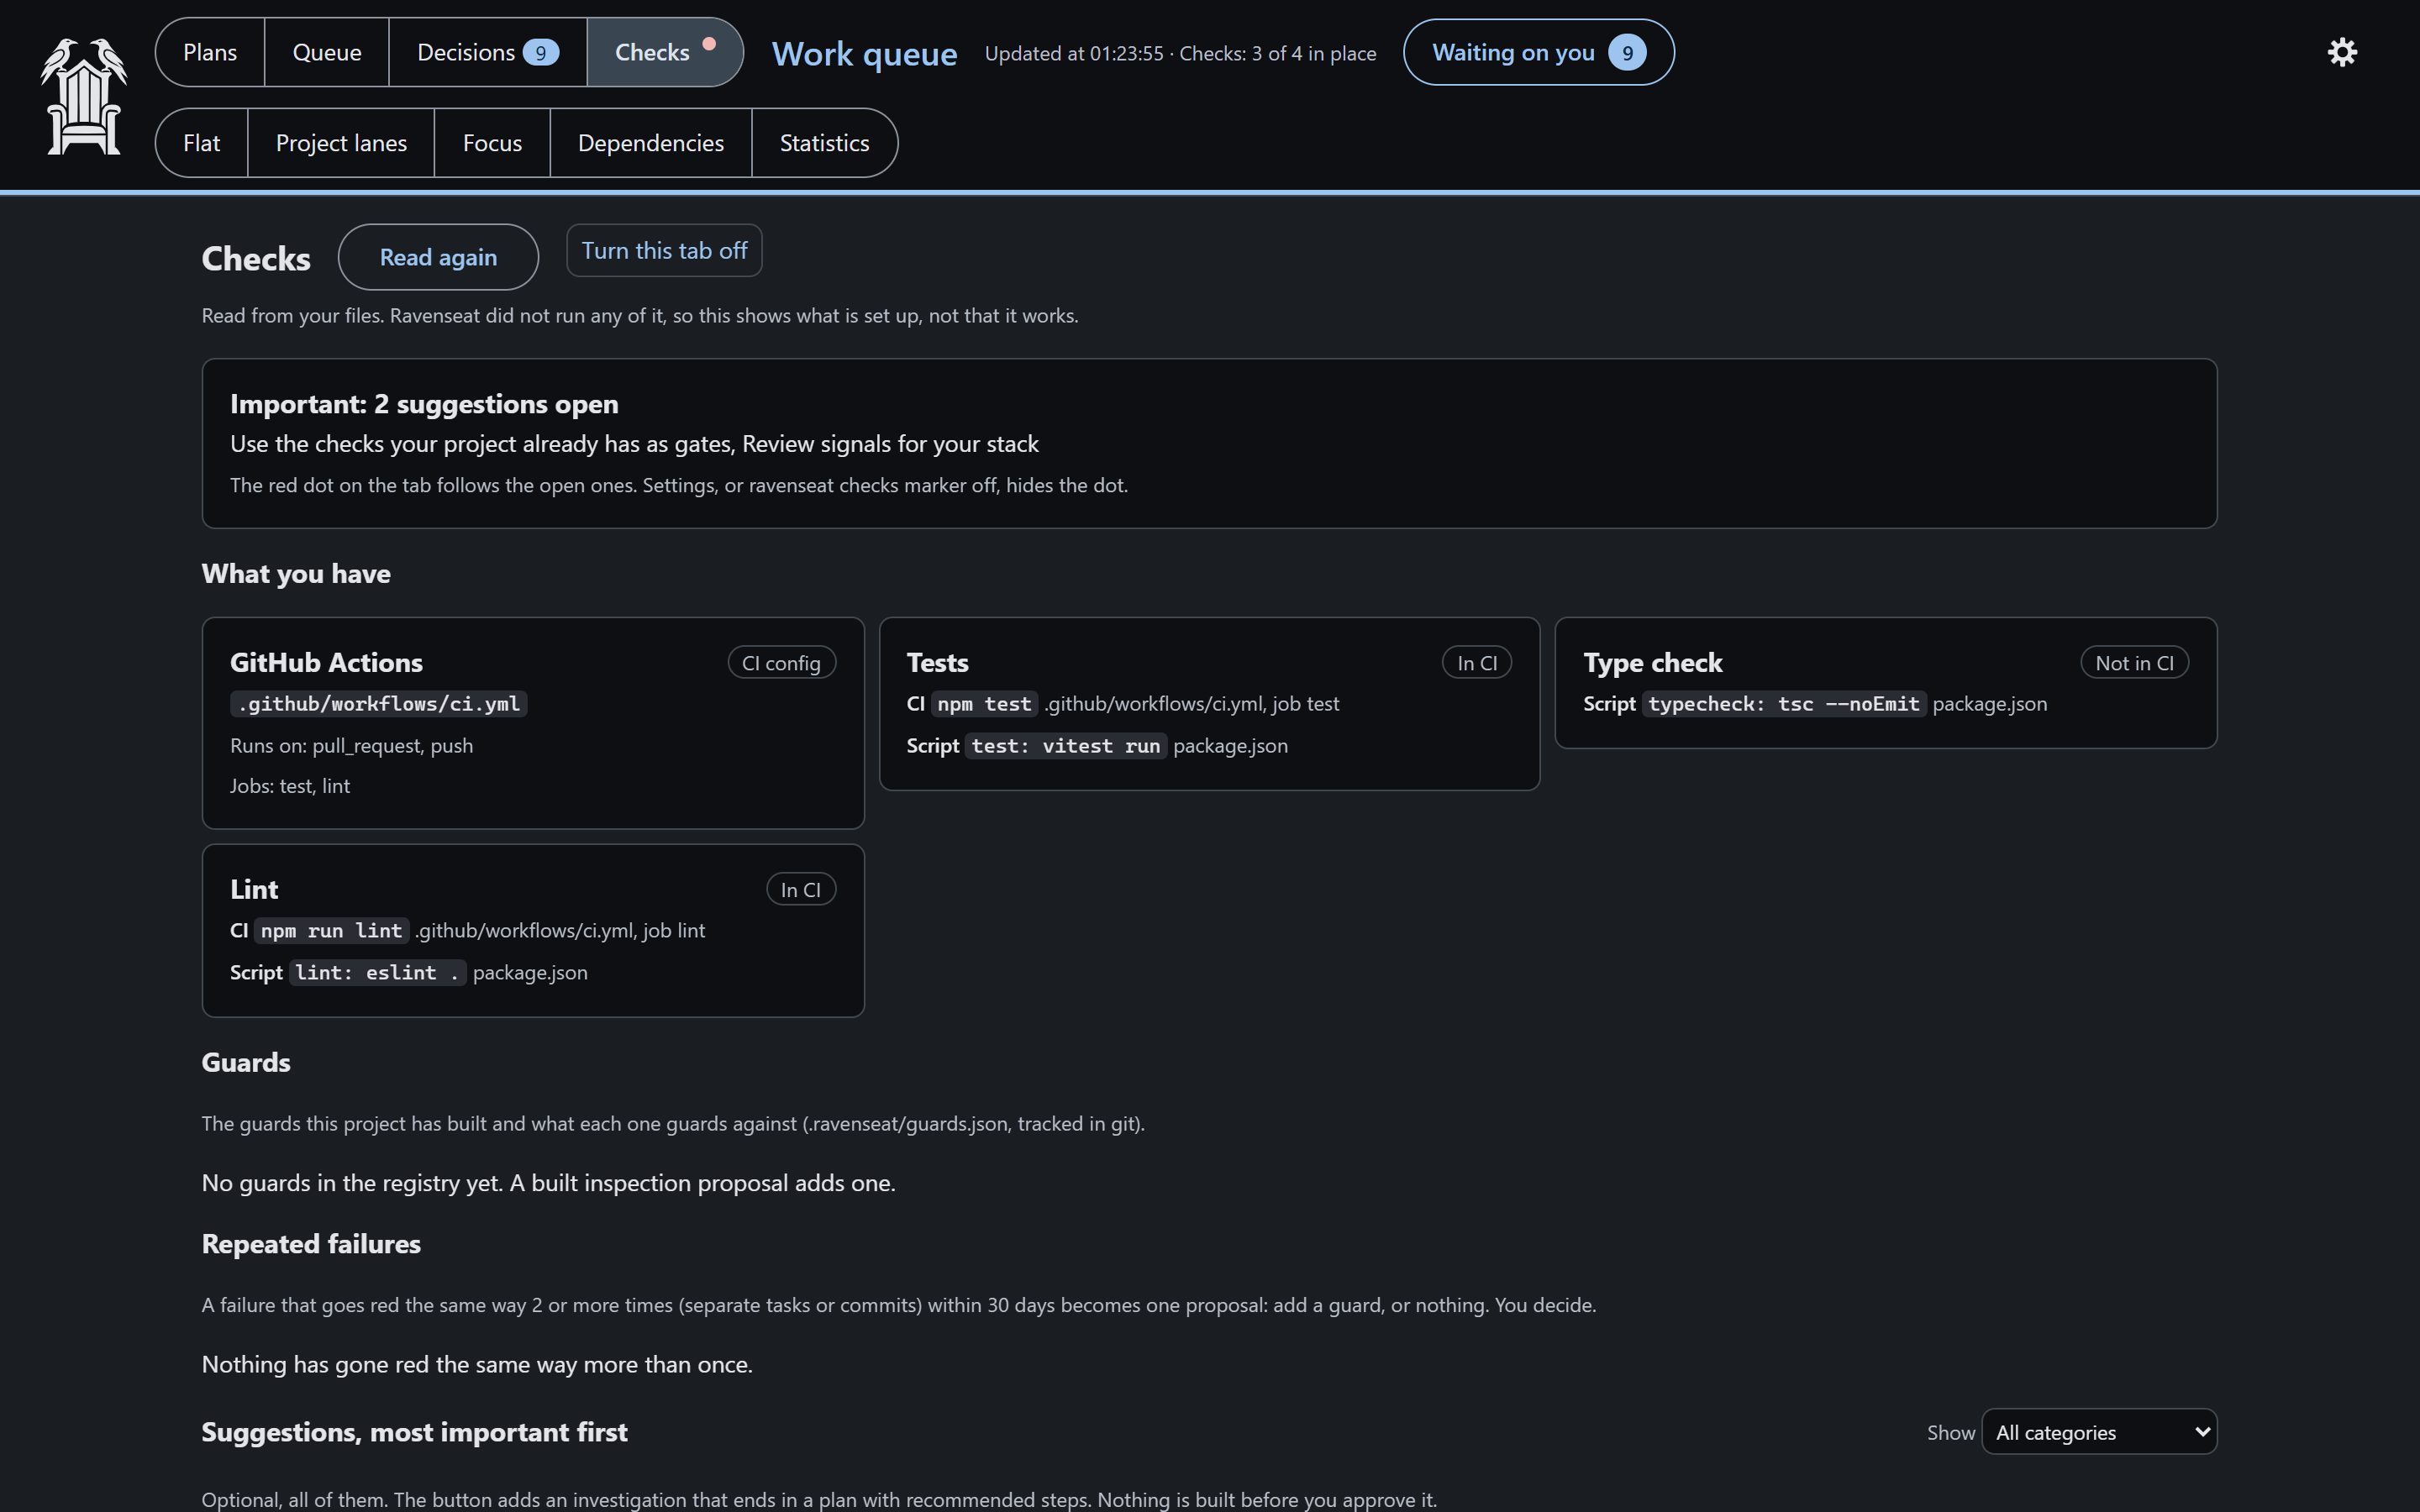 Plans Queue Decisions 9 Checks Work queue Updated at 01:23:55 · Checks: 3 of 4 in place Waiting on you 9
Flat Project lanes Focus Dependencies Statistics
Checks Read again Turn this tab off
Read from your files. Ravenseat did not run any of it, so this shows what is set up, not that it works.
Important: 2 suggestions open
Use the checks your project already has as gates, Review signals for your stack
The red dot on the tab follows the open ones. Settings, or ravenseat checks marker off, hides the dot.
What you have
GitHub Actions CI config
.github/workflows/ci.yml
Runs on: pull_request, push
Jobs: test, lint
Tests In CI
CI npm test .github/workflows/ci.yml, job test
Script test: vitest run package.json
Type check Not in CI
Script typecheck: tsc --noEmit package.json
Lint In CI
CI npm run lint .github/workflows/ci.yml, job lint
Script lint: eslint . package.json
Guards
The guards this project has built and what each one guards against (.ravenseat/guards.json, tracked in git).
No guards in the registry yet. A built inspection proposal adds one.
Repeated failures
A failure that goes red the same way 2 or more times (separate tasks or commits) within 30 days becomes one proposal: add a guard, or nothing. You decide.
Nothing has gone red the same way more than once.
Suggestions, most important first Show All categories
Optional, all of them. The button adds an investigation that ends in a plan with recommended steps. Nothing is built before you approve it.